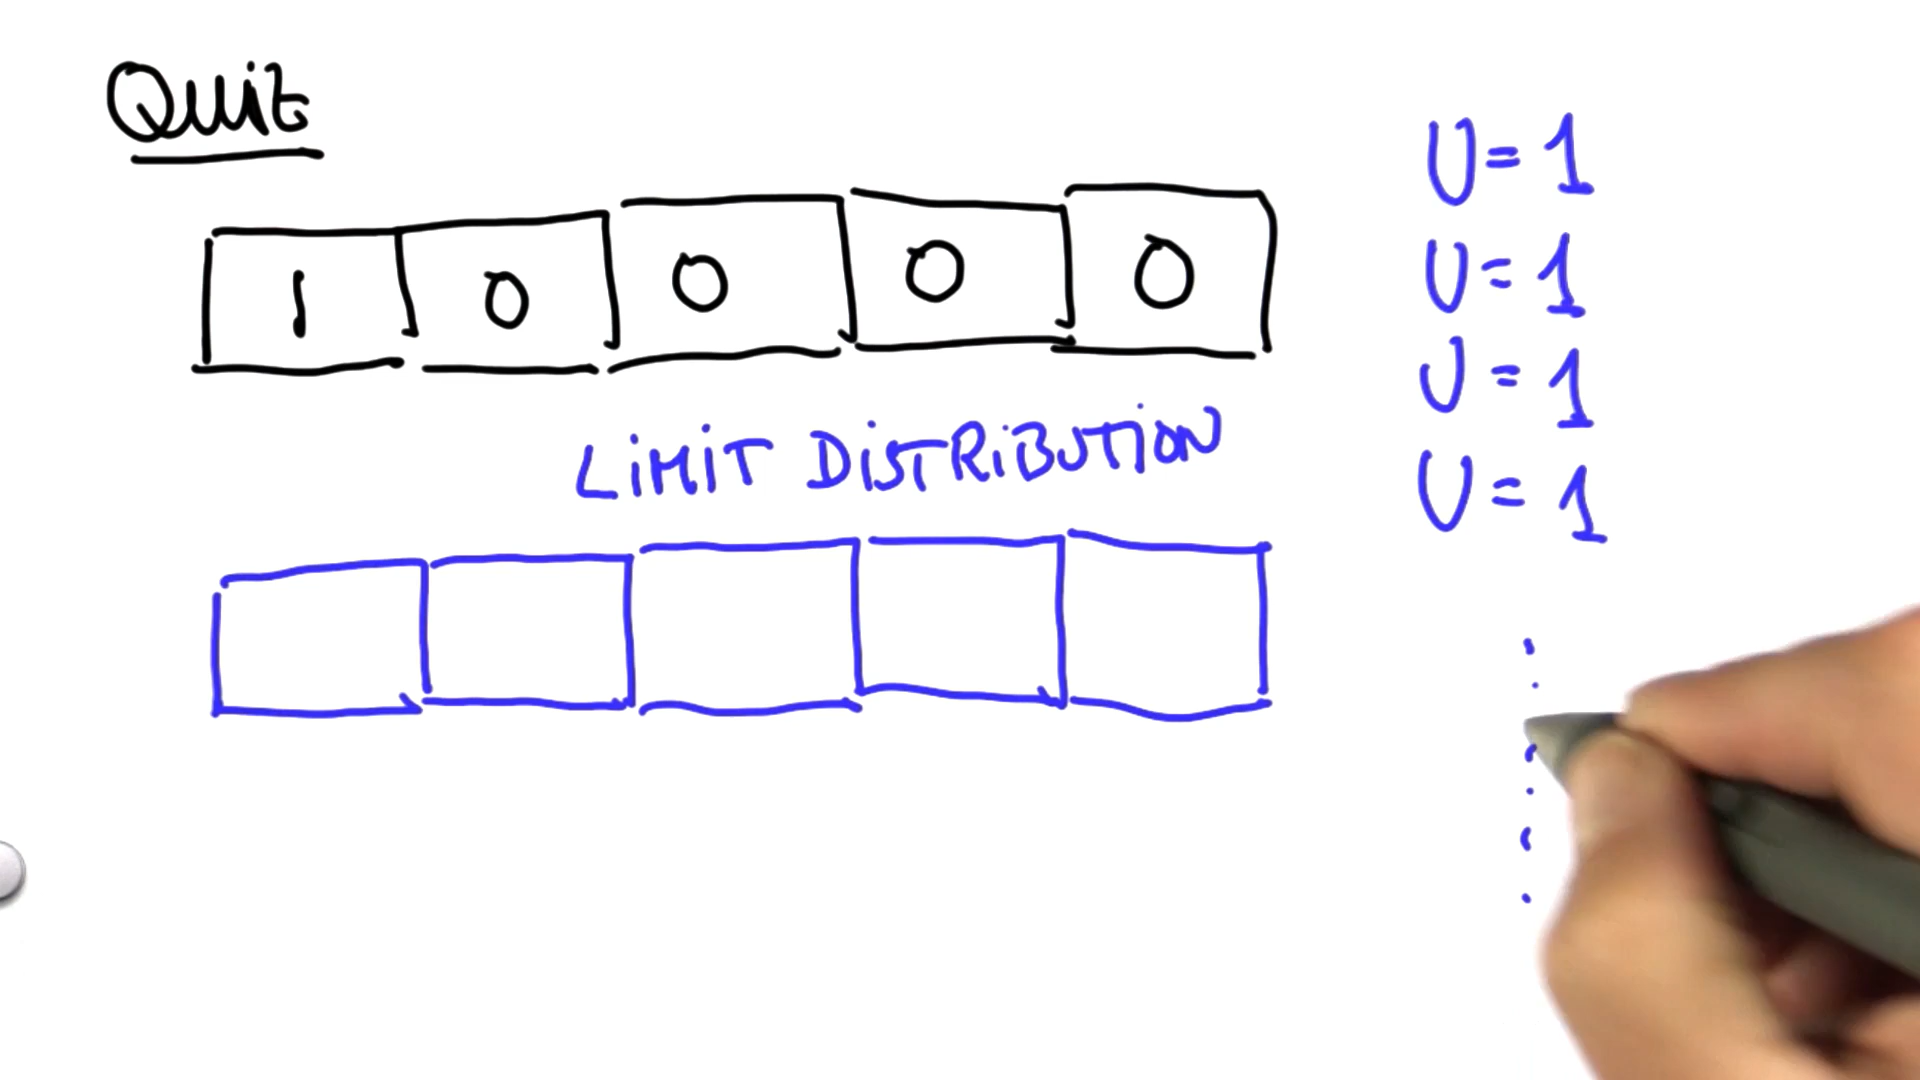 Quiz
1 0 0 0 0
LIMIT DISTRIBUTION
U = 1
U = 1
U = 1
U = 1